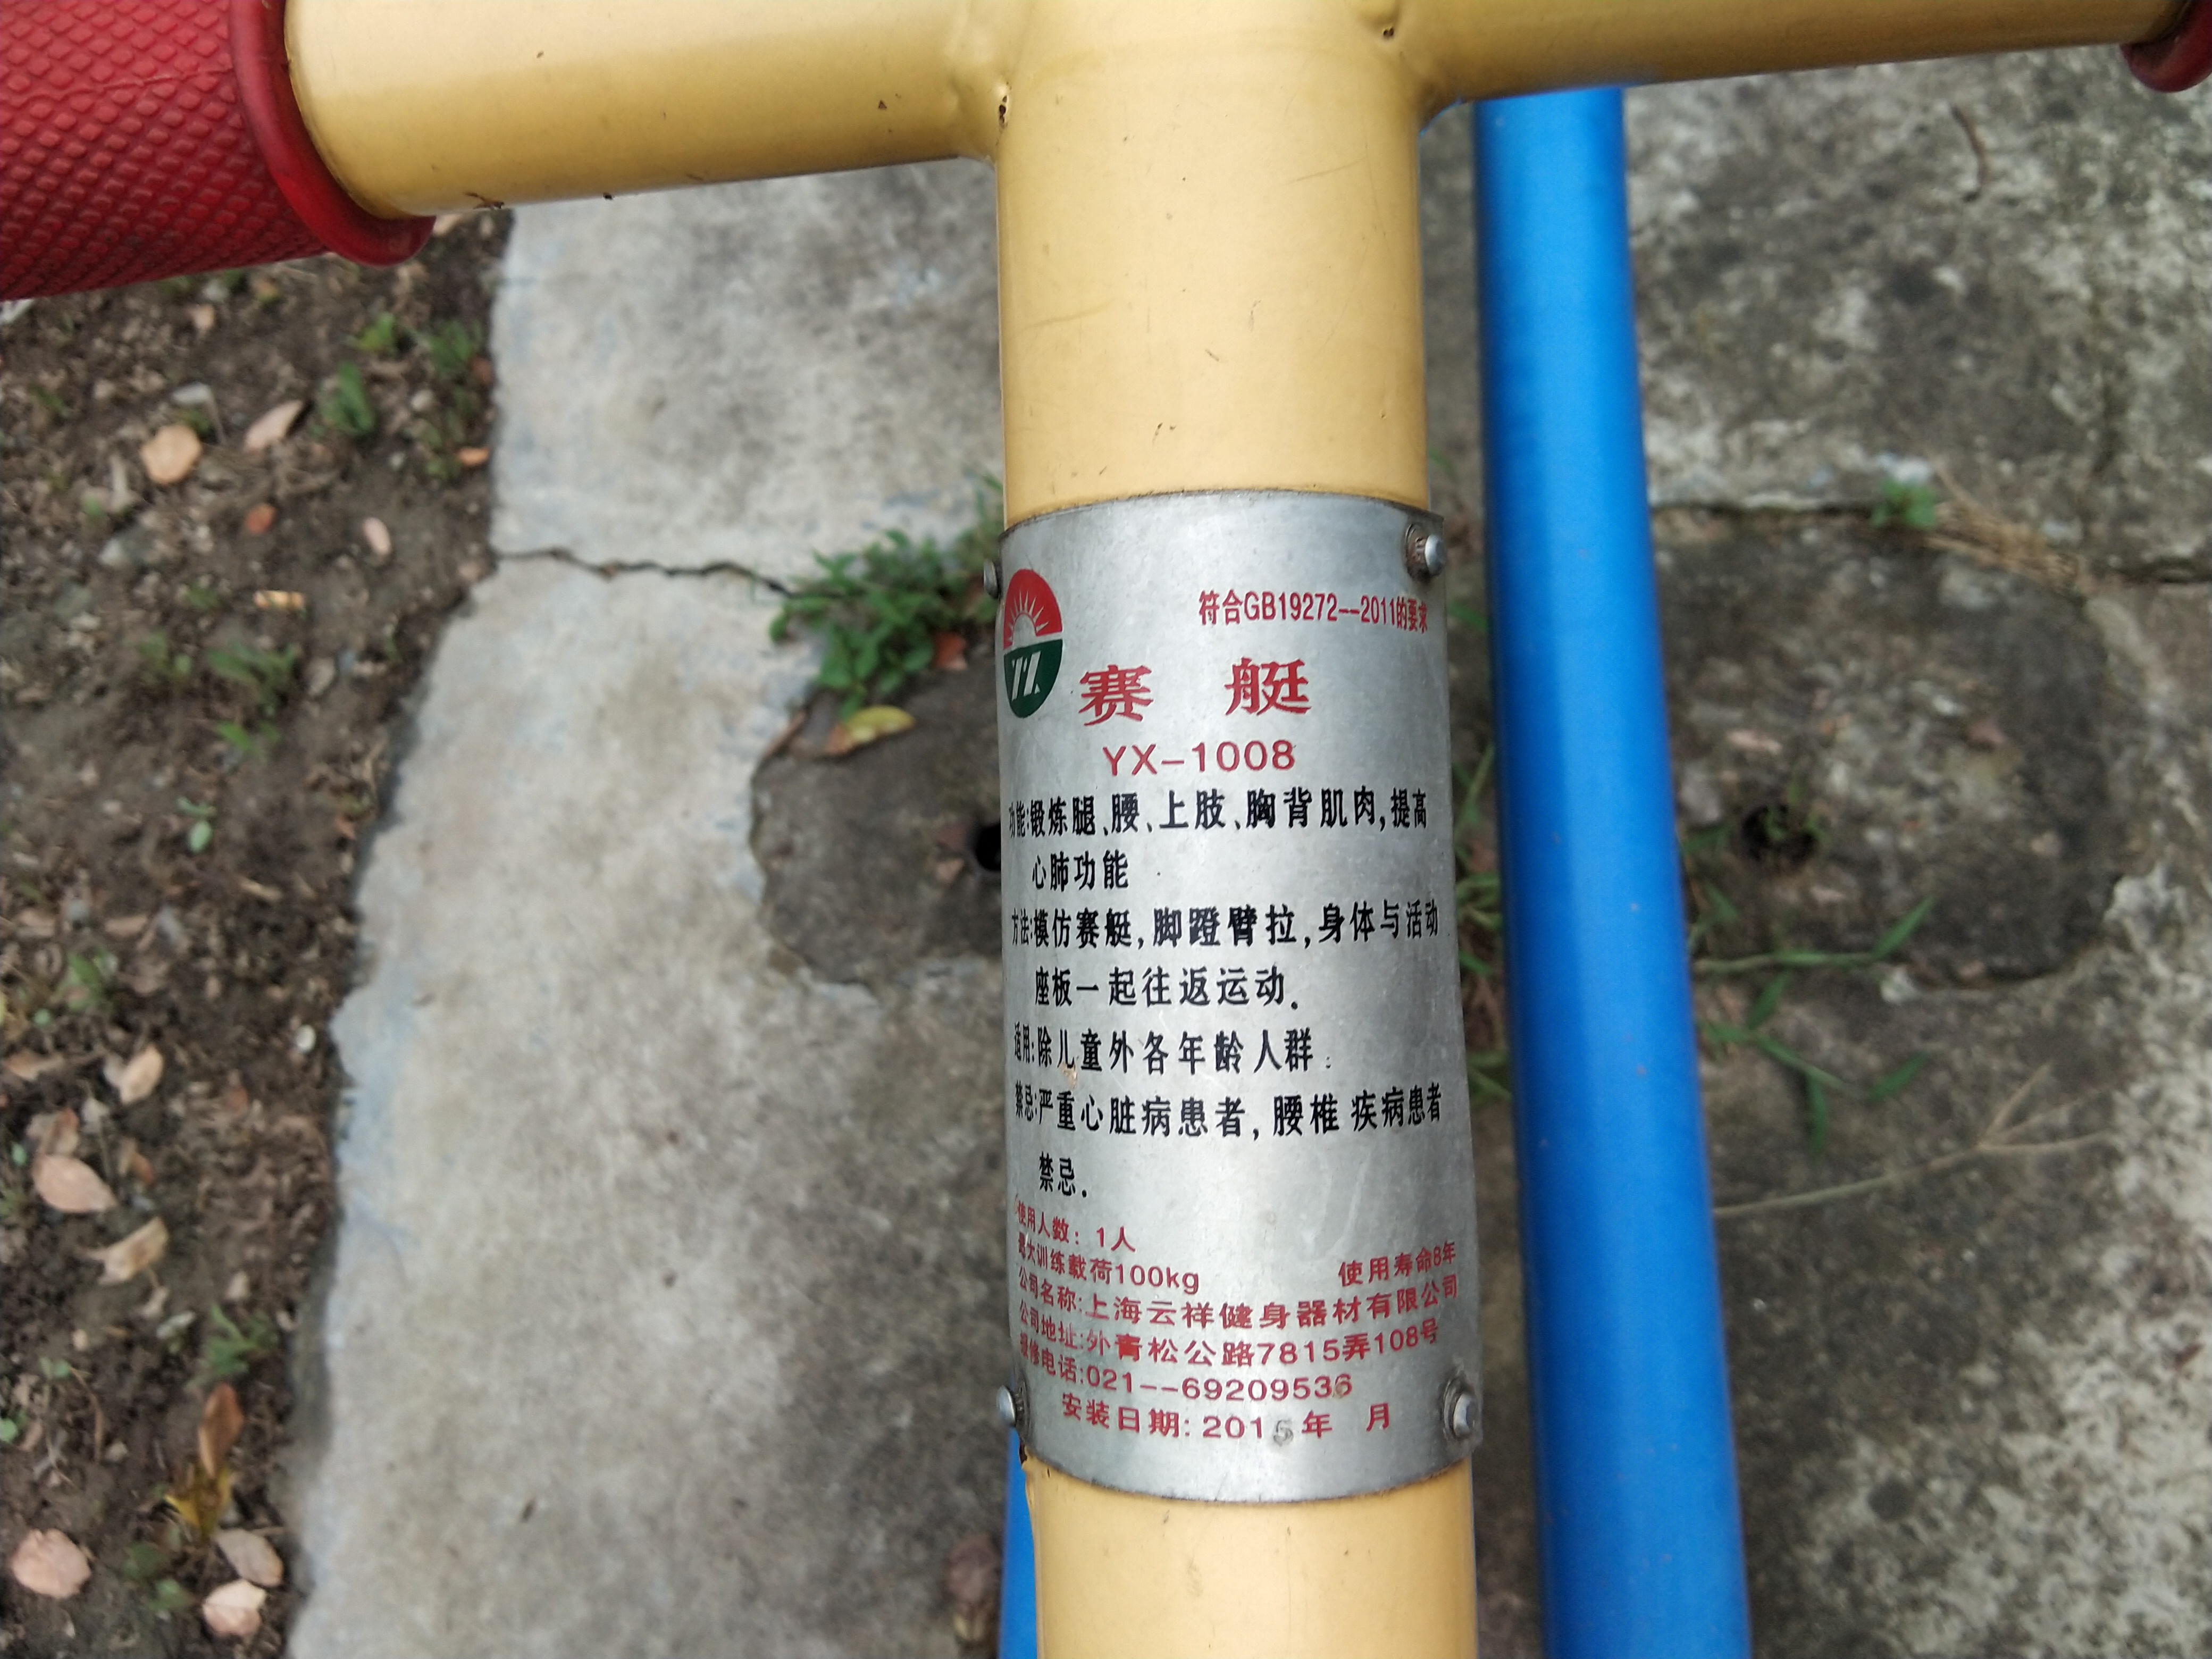 符合GB19272--2011的要求
YX
赛 艇
YX-1008
功能:锻炼腿、腰、上肢、胸背肌肉,提高
心肺功能
方法:模仿赛艇,脚蹬臂拉,身体与活动
座板一起往返运动.
适用:除儿童外各年龄人群.
禁忌:严重心脏病患者,腰椎疾病患者
禁忌.
使用人数: 1人
最大训练载荷100kg 使用寿命8年
公司名称:上海云祥健身器材有限公司
公司地址:外青松公路7815弄108号
报修电话:021--69209536
安装日期: 2015年 月